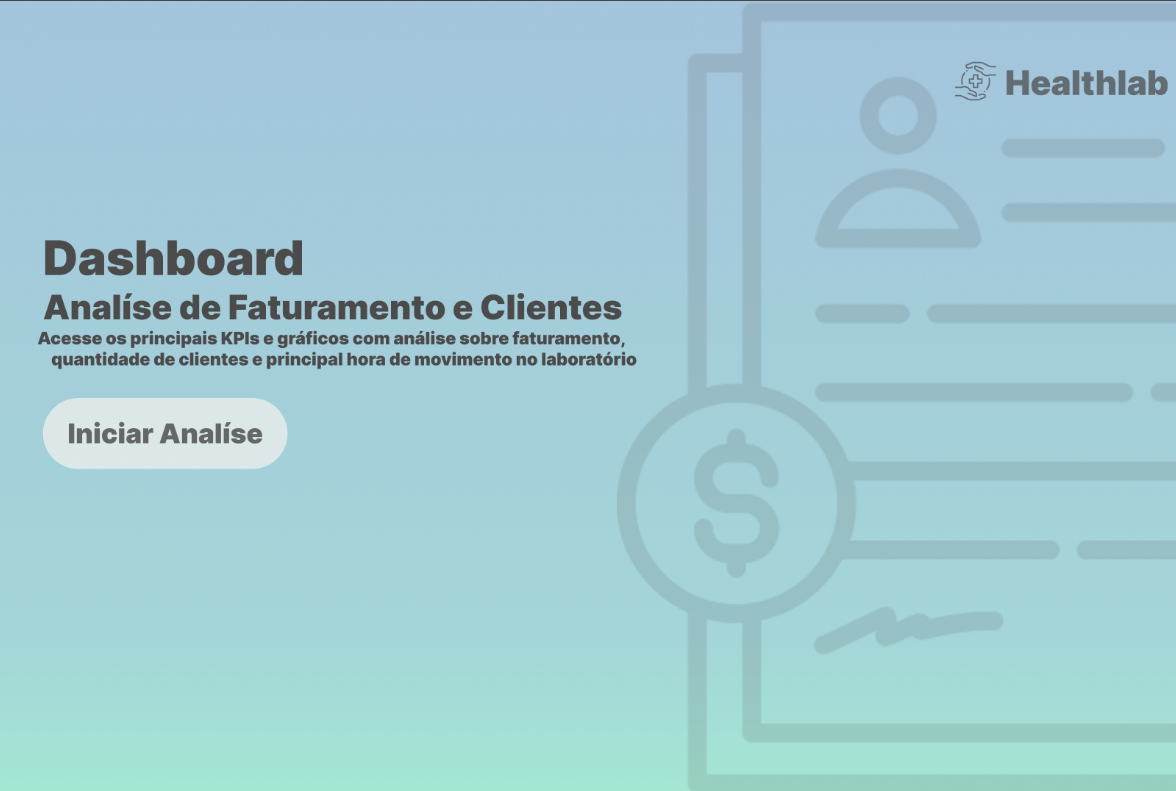 Healthlab
Dashboard
Analíse de Faturamento e Clientes
Acesse os principais KPIs e gráficos com análise sobre faturamento,
quantidade de clientes e principal hora de movimento no laboratório
Iniciar Analíse